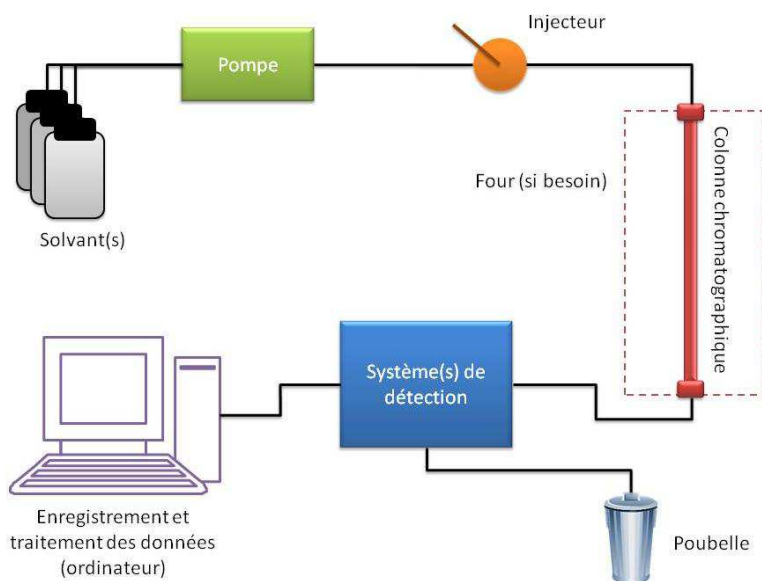 Injecteur
Pompe
Four (si besoin)
Colonne chromatographique
Solvant(s)
Système(s) de
détection
Enregistrement et
traitement des données
(ordinateur)
Poubelle